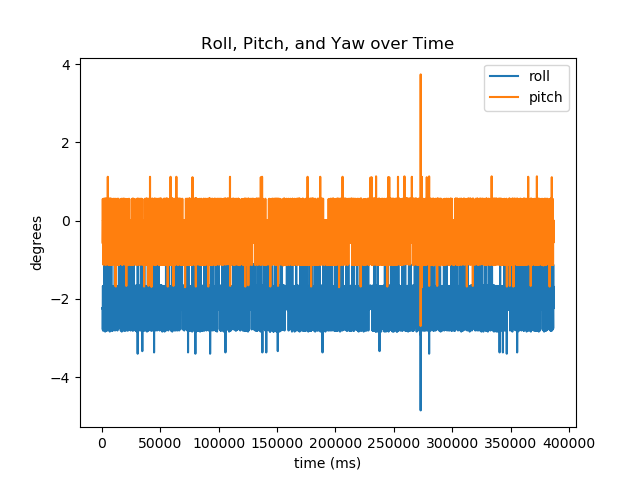 Roll, Pitch, and Yaw over Time
roll
pitch
4
2
0
−2
−4
degrees
0 50000 100000 150000 200000 250000 300000 350000 400000
time (ms)